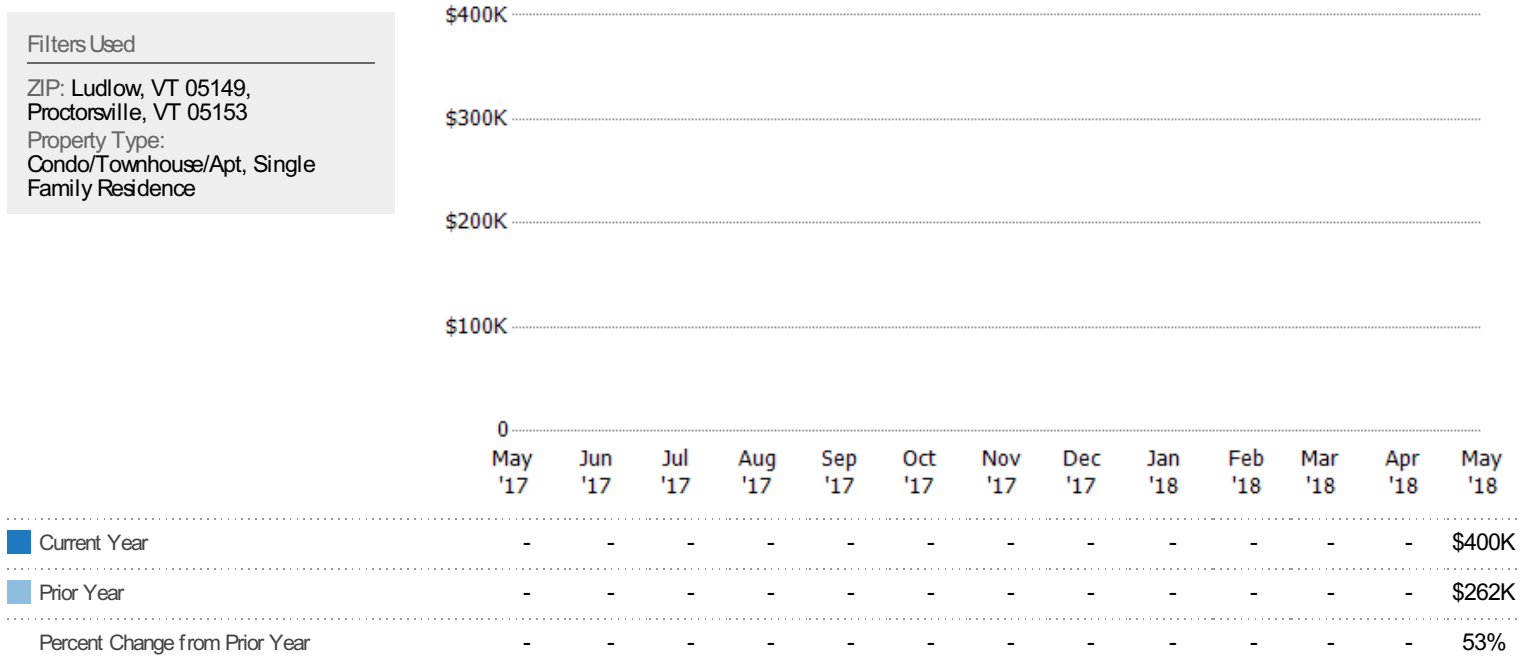 Filters Used
ZIP: Ludlow, VT 05149,
Proctorsville, VT 05153
Property Type:
Condo/Townhouse/Apt, Single
Family Residence
$400K
$300K
$200K
$100K
0
May Jun Jul Aug Sep Oct Nov Dec Jan Feb Mar Apr May
'17 '17 '17 '17 '17 '17 '17 '17 '18 '18 '18 '18 '18
Current Year - - - - - - - - - - - - $400K
Prior Year - - - - - - - - - - - - $262K
Percent Change from Prior Year - - - - - - - - - - - - 53%